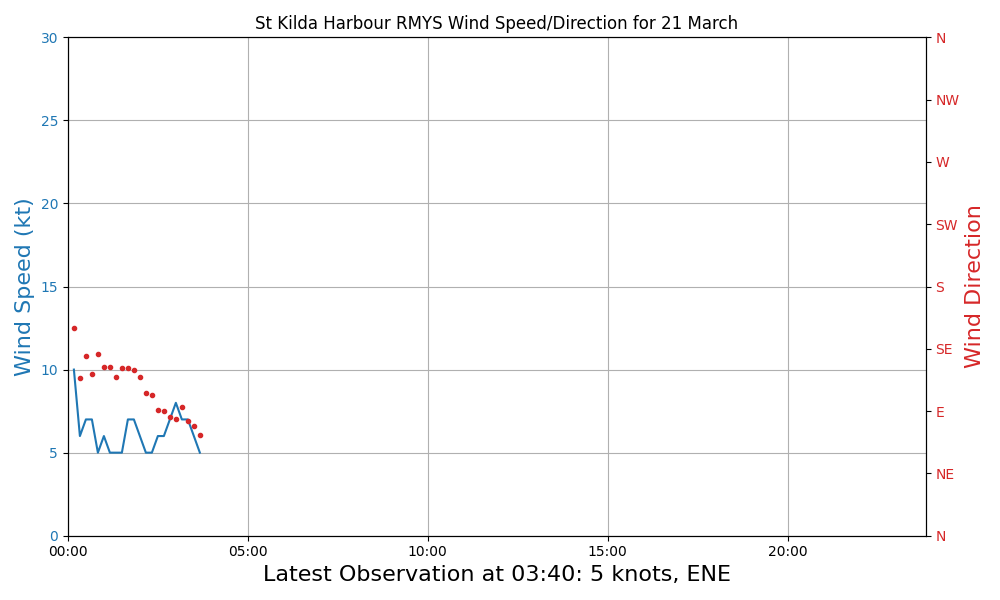 St Kilda Harbour RMYS Wind Speed/Direction for 21 March
30
25
20
15
10
5
0
Wind Speed (kt)
N
NW
W
SW
S
SE
E
NE
N
Wind Direction
00:00 05:00 10:00 15:00 20:00
Latest Observation at 03:40: 5 knots, ENE